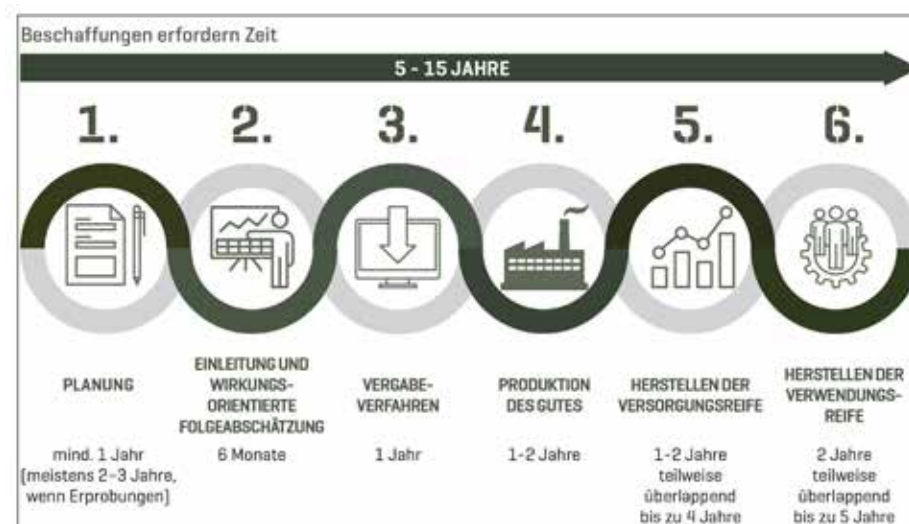 Beschaffungen erfordern Zeit
5 - 15 JAHRE
1.
2.
3.
4.
5.
6.
PLANUNG
mind. 1 Jahr
(meistens 2–3 Jahre,
wenn Erprobungen)
EINLEITUNG UND
WIRKUNGS-
ORIENTIERTE
FOLGEABSCHÄTZUNG
6 Monate
VERGABE-
VERFAHREN
1 Jahr
PRODUKTION
DES GUTES
1-2 Jahre
HERSTELLEN DER
VERSORGUNGSREIFE
1-2 Jahre
teilweise
überlappend
bis zu 4 Jahre
HERSTELLEN DER
VERWENDUNGS-
REIFE
2 Jahre
teilweise
überlappend
bis zu 5 Jahre